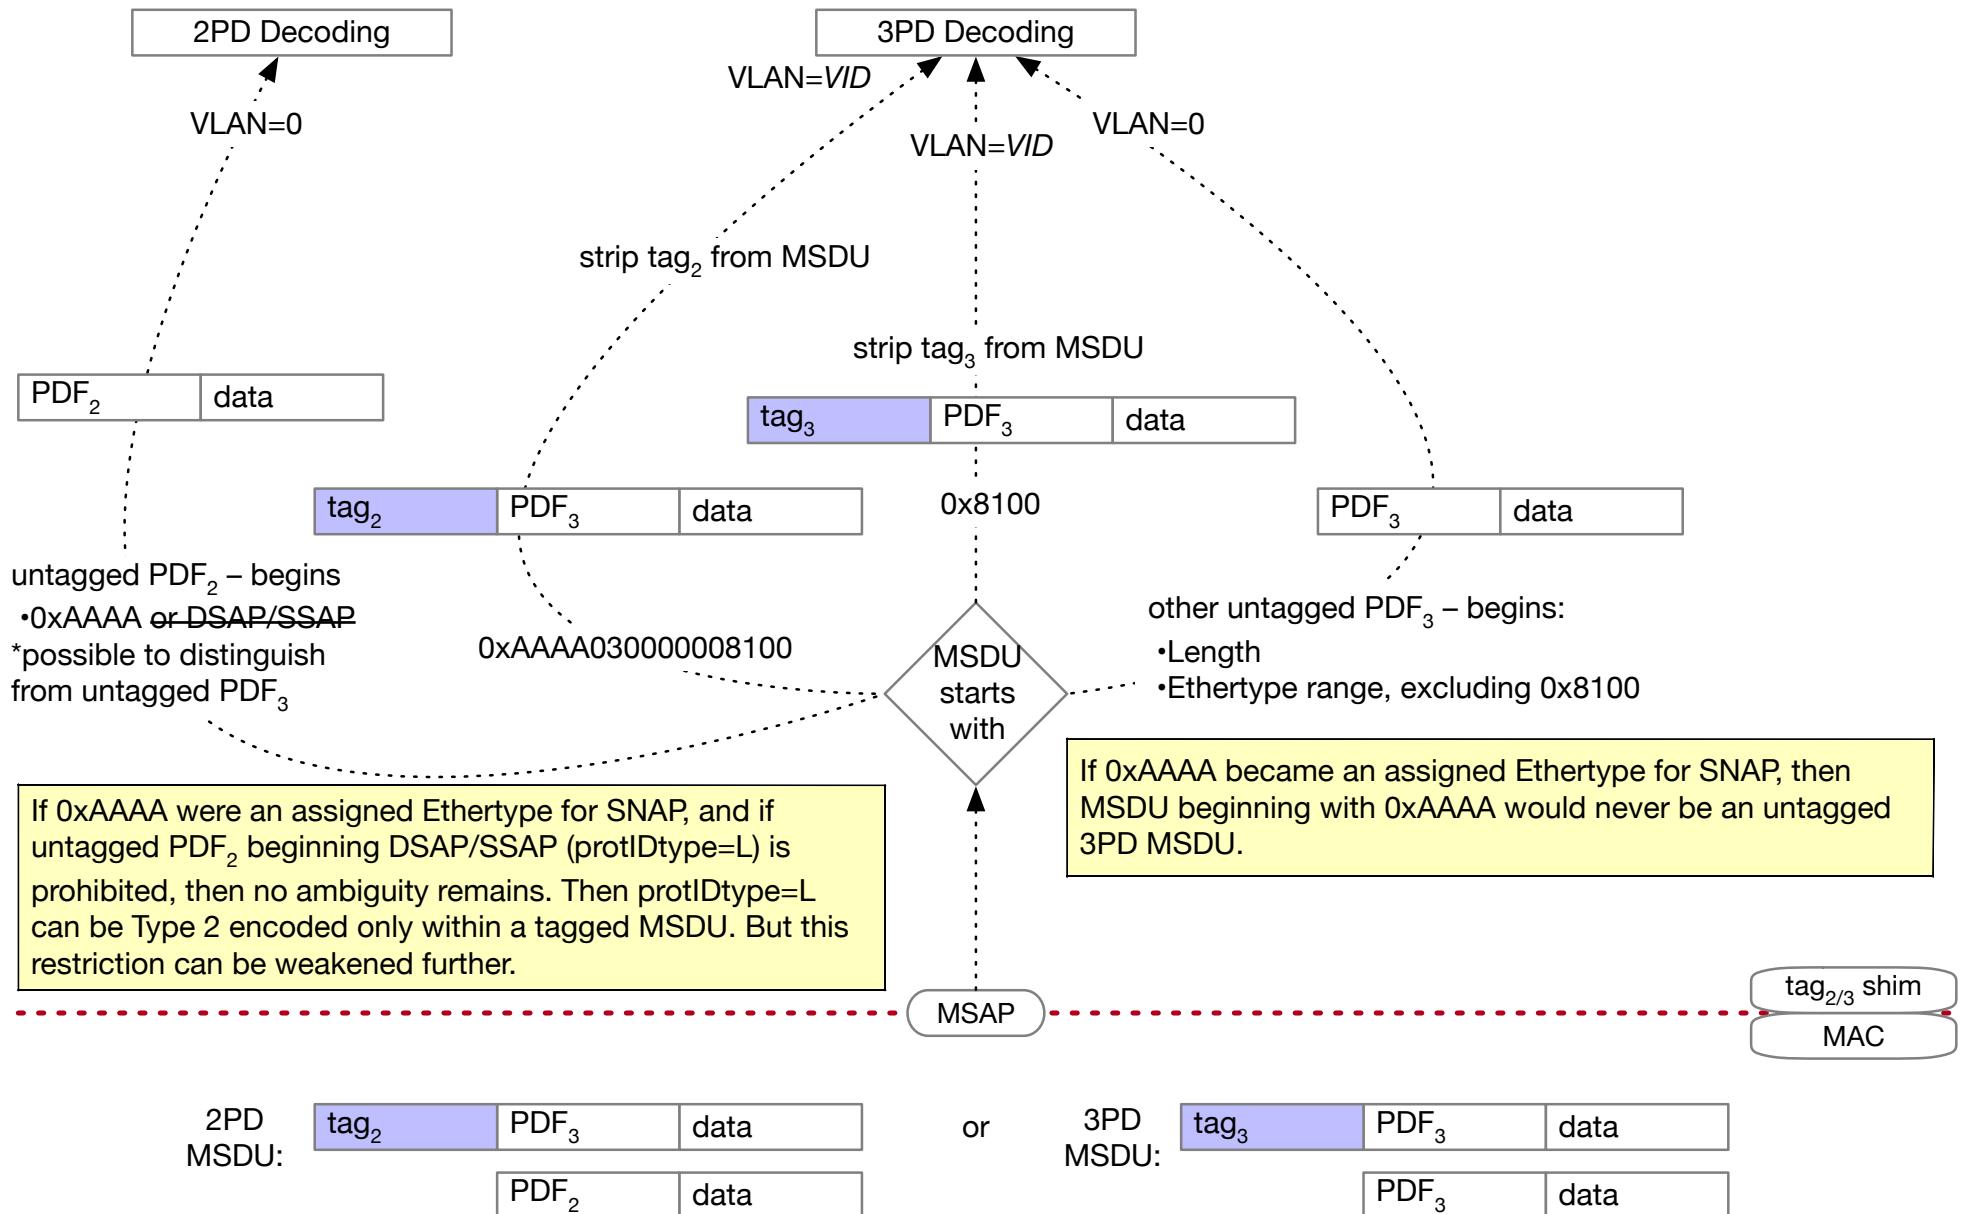 2PD Decoding
3PD Decoding
VLAN=VID
VLAN=0
VLAN=VID
VLAN=0
strip tag2 from MSDU
strip tag3 from MSDU
PDF2 data
tag3 PDF3 data
tag2 PDF3 data
0x8100
PDF3 data
untagged PDF2 – begins
•0xAAAA or DSAP/SSAP
*possible to distinguish
from untagged PDF3
0xAAAA030000008100
MSDU
starts
with
other untagged PDF3 – begins:
•Length
•Ethertype range, excluding 0x8100
If 0xAAAA were an assigned Ethertype for SNAP, and if
untagged PDF2 beginning DSAP/SSAP (protIDtype=L) is
prohibited, then no ambiguity remains. Then protIDtype=L
can be Type 2 encoded only within a tagged MSDU. But this
restriction can be weakened further.
If 0xAAAA became an assigned Ethertype for SNAP, then
MSDU beginning with 0xAAAA would never be an untagged
3PD MSDU.
MSAP
tag2/3 shim
MAC
2PD
MSDU:
tag2 PDF3 data
PDF2 data
or
3PD
MSDU:
tag3 PDF3 data
PDF3 data